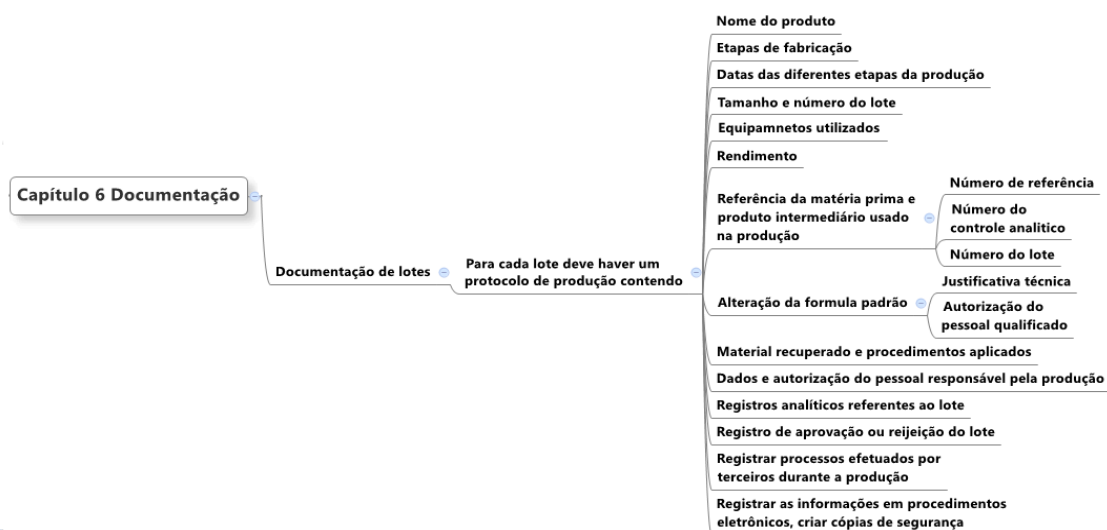 Capítulo 6 Documentação
Documentação de lotes
Para cada lote deve haver um
protocolo de produção contendo
Nome do produto
Etapas de fabricação
Datas das diferentes etapas da produção
Tamanho e número do lote
Equipamnetos utilizados
Rendimento
Referência da matéria prima e
produto intermediário usado
na produção
Número de referência
Número do
controle analitico
Número do lote
Alteração da formula padrão
Justificativa técnica
Autorização do
pessoal qualificado
Material recuperado e procedimentos aplicados
Dados e autorização do pessoal responsável pela produção
Registros analíticos referentes ao lote
Registro de aprovação ou reijeição do lote
Registrar processos efetuados por
terceiros durante a produção
Registrar as informações em procedimentos
eletrônicos, criar cópias de segurança